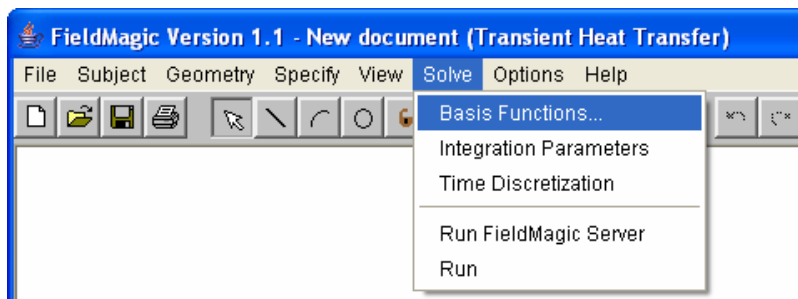 FieldMagic Version 1.1 - New document (Transient Heat Transfer)
File Subject Geometry Specify View Solve Options Help
Basis Functions...
Integration Parameters
Time Discretization
Run FieldMagic Server
Run